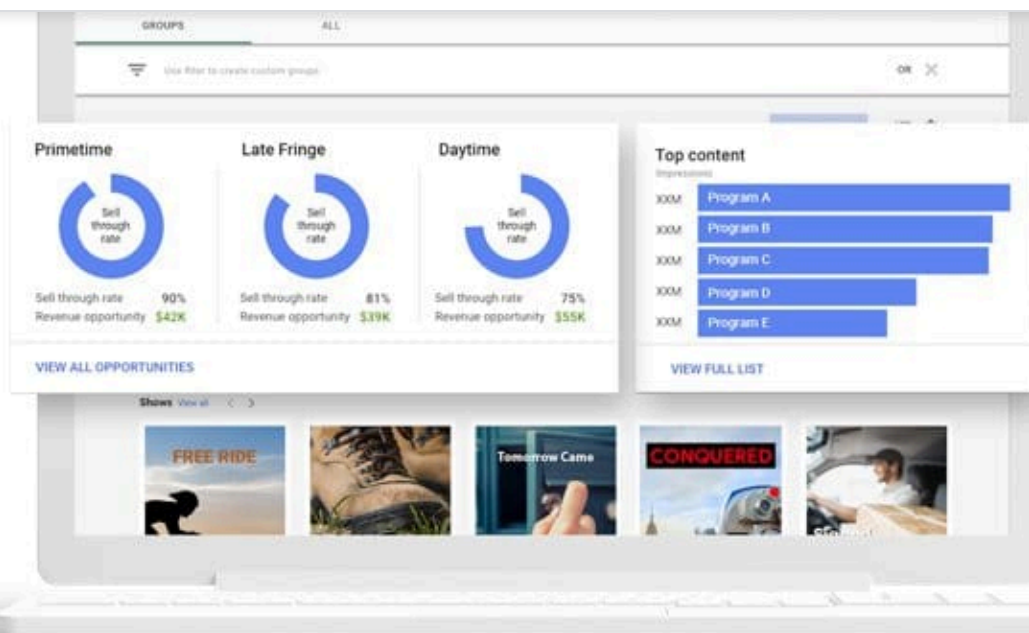 GROUPS
ALL
Use filter to create custom groups
OR
Primetime
Sell
through
rate
Sell through rate 90%
Revenue opportunity $42K
Late Fringe
Sell
through
rate
Sell through rate 81%
Revenue opportunity $39K
Daytime
Sell
through
rate
Sell through rate 75%
Revenue opportunity $55K
VIEW ALL OPPORTUNITIES
Top content
Impressions
XXM Program A
XXM Program B
XXM Program C
XXM Program D
XXM Program E
VIEW FULL LIST
Shows View all
FREE RIDE
Tomorrow Came
CONQUERED